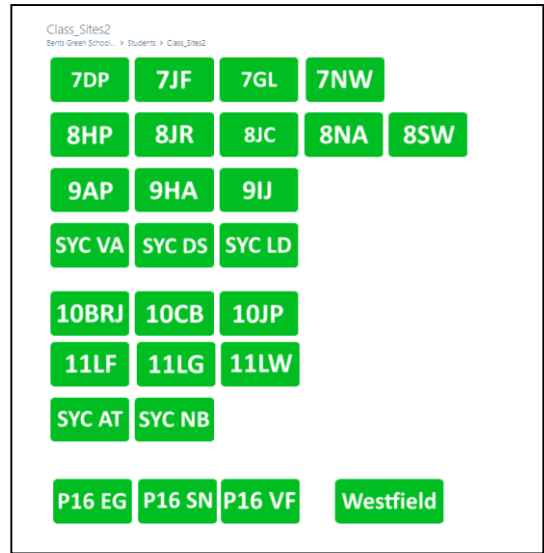 Class_Sites2
Bents Green School... > Students > Class_Sites2
7DP 7JF 7GL 7NW
8HP 8JR 8JC 8NA 8SW
9AP 9HA 9IJ
SYC VA SYC DS SYC LD
10BRJ 10CB 10JP
11LF 11LG 11LW
SYC AT SYC NB
P16 EG P16 SN P16 VF Westfield